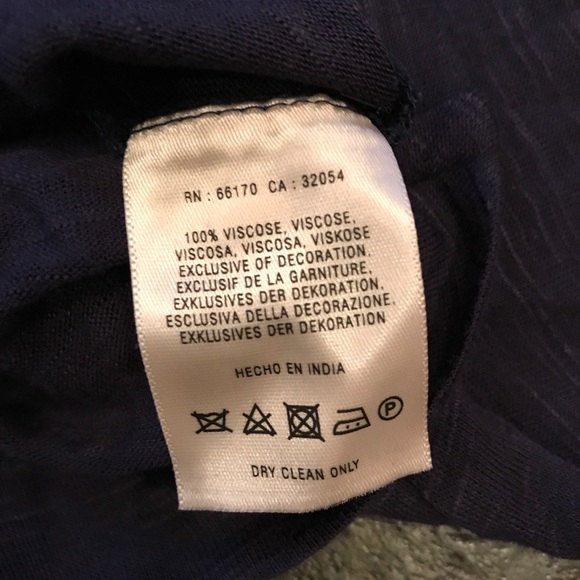 RN : 66170 CA : 32054
100% VISCOSE, VISCOSE,
VISCOSA, VISCOSA, VISKOSE
EXCLUSIVE OF DECORATION.
EXCLUSIF DE LA GARNITURE,
EXKLUSIVES DER DEKORATION,
ESCLUSIVA DELLA DECORAZIONE,
EXKLUSIVES DER DEKORATION
HECHO EN INDIA
P
DRY CLEAN ONLY